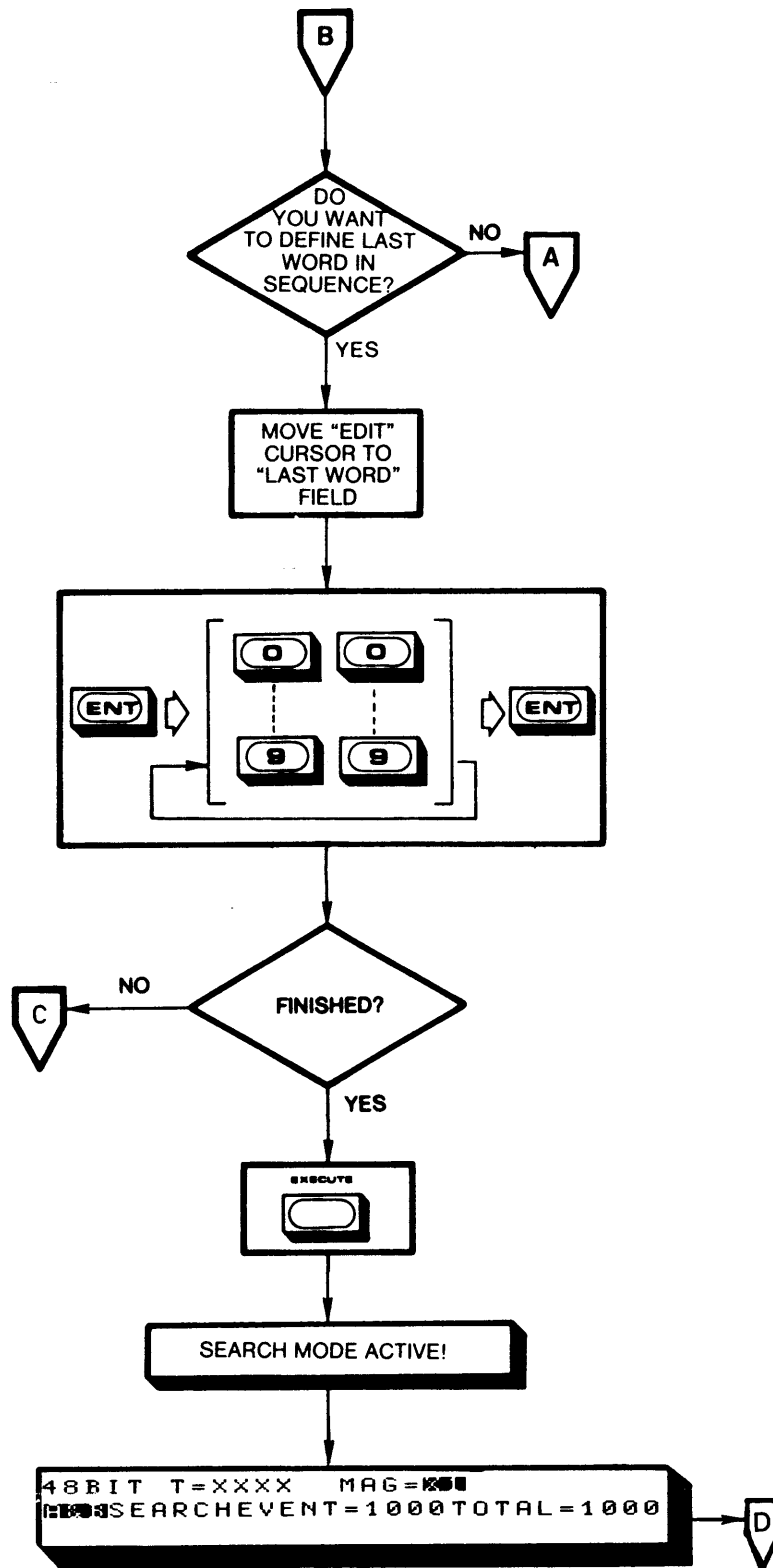 B
DO
YOU WANT
TO DEFINE LAST
WORD IN
SEQUENCE?
NO
A
YES
MOVE "EDIT"
CURSOR TO
"LAST WORD"
FIELD
ENT
0
0
9
9
ENT
FINISHED?
NO
C
YES
EXECUTE
SEARCH MODE ACTIVE!
48BIT T=XXXX MAG=
SEARCHEVENT=1000TOTAL=1000
D